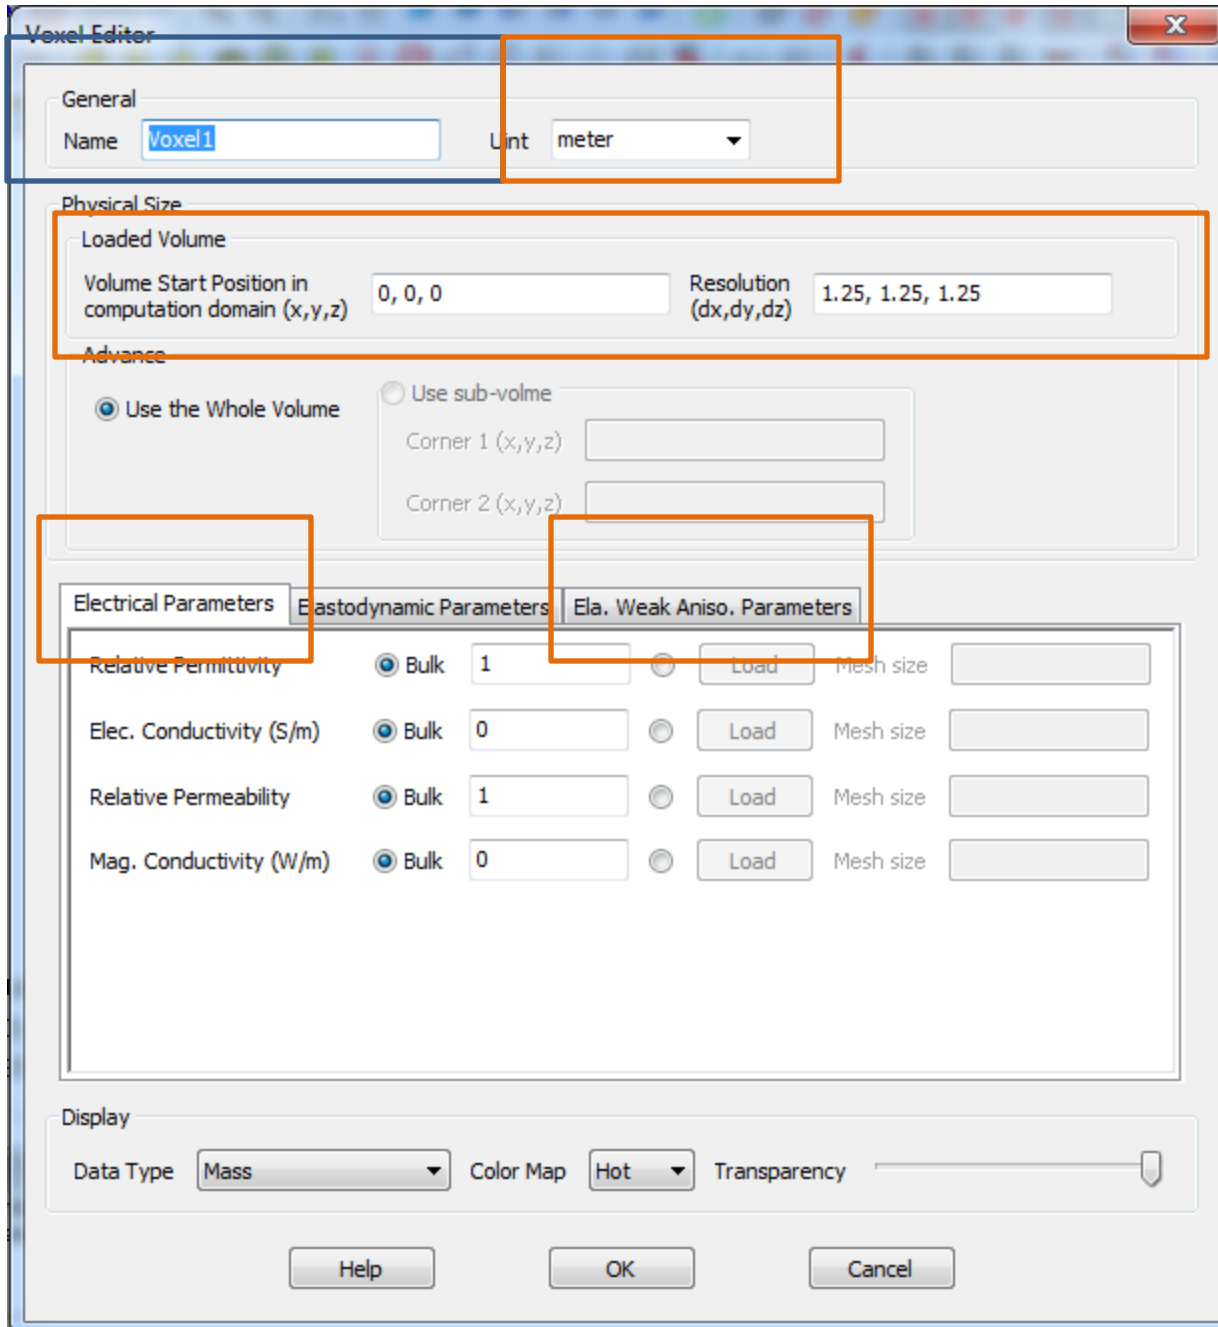 Voxel Editor
X
General
Name Voxel1 Uint meter
Physical Size
Loaded Volume
Volume Start Position in
computation domain (x,y,z) 0, 0, 0 Resolution
(dx,dy,dz) 1.25, 1.25, 1.25
Advance
Use the Whole Volume
Use sub-volme
Corner 1 (x,y,z)
Corner 2 (x,y,z)
Electrical Parameters Elastodynamic Parameters Ela. Weak Aniso. Parameters
Relative Permittivity Bulk 1 Load Mesh size
Elec. Conductivity (S/m) Bulk 0 Load Mesh size
Relative Permeability Bulk 1 Load Mesh size
Mag. Conductivity (W/m) Bulk 0 Load Mesh size
Display
Data Type Mass Color Map Hot Transparency
Help OK Cancel